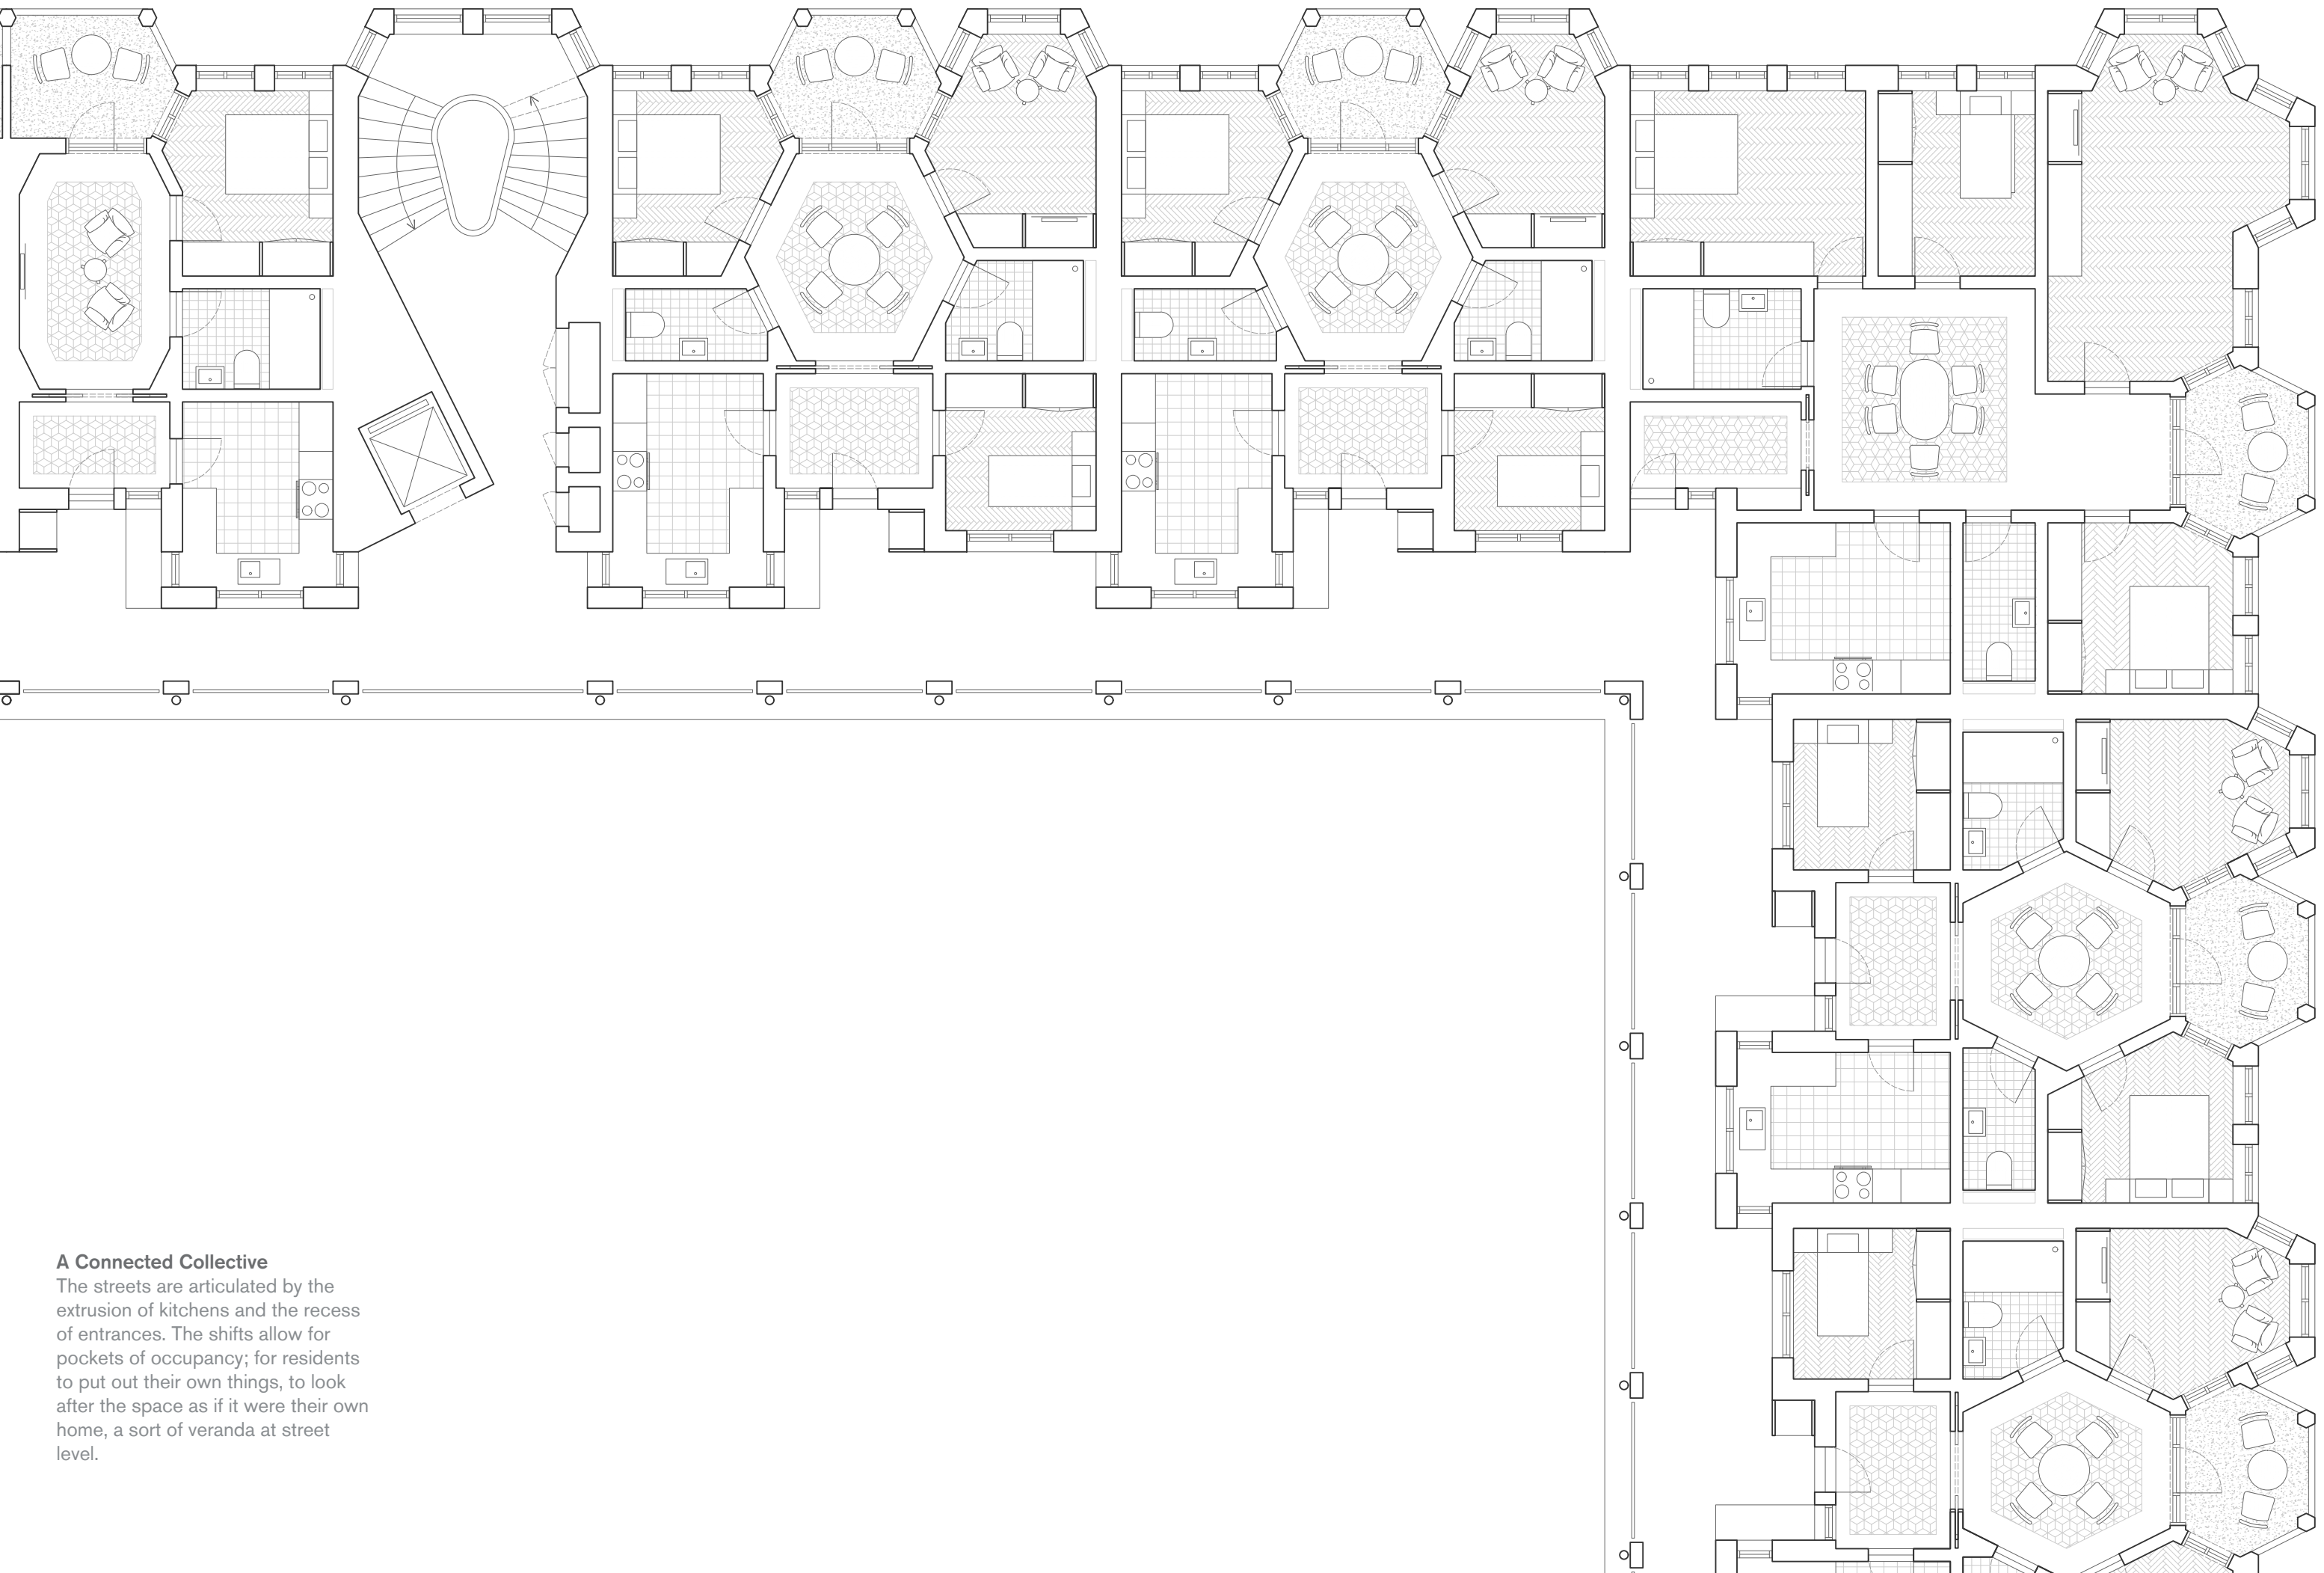 A Connected Collective
The streets are articulated by the
extrusion of kitchens and the recess
of entrances. The shifts allow for
pockets of occupancy; for residents
to put out their own things, to look
after the space as if it were their own
home, a sort of veranda at street
level.